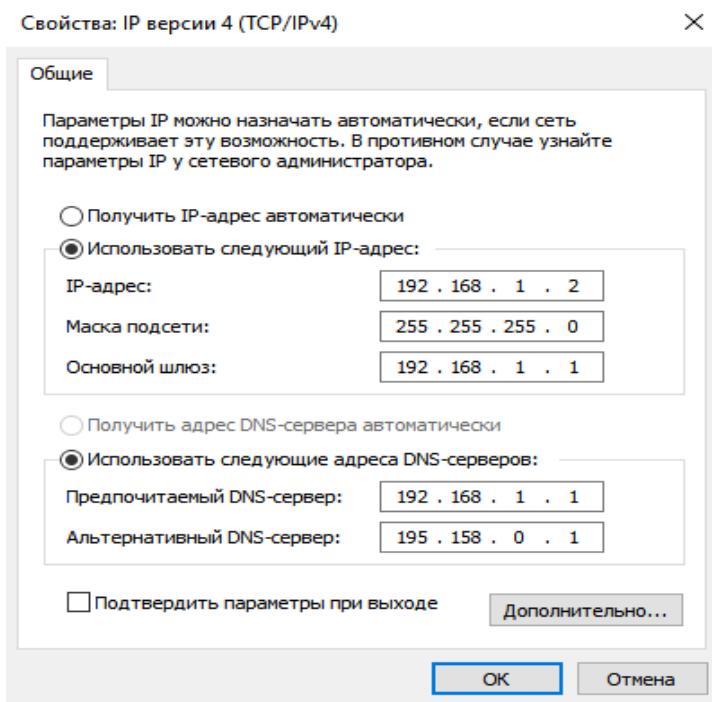 Свойства: IP версии 4 (TCP/IPv4)
Общие
Параметры IP можно назначать автоматически, если сеть
поддерживает эту возможность. В противном случае узнайте
параметры IP у сетевого администратора.
Получить IP-адрес автоматически
Использовать следующий IP-адрес:
IP-адрес: 192 . 168 . 1 . 2
Маска подсети: 255 . 255 . 255 . 0
Основной шлюз: 192 . 168 . 1 . 1
Получить адрес DNS-сервера автоматически
Использовать следующие адреса DNS-серверов:
Предпочитаемый DNS-сервер: 192 . 168 . 1 . 1
Альтернативный DNS-сервер: 195 . 158 . 0 . 1
Подтвердить параметры при выходе
Дополнительно...
ОК Отмена